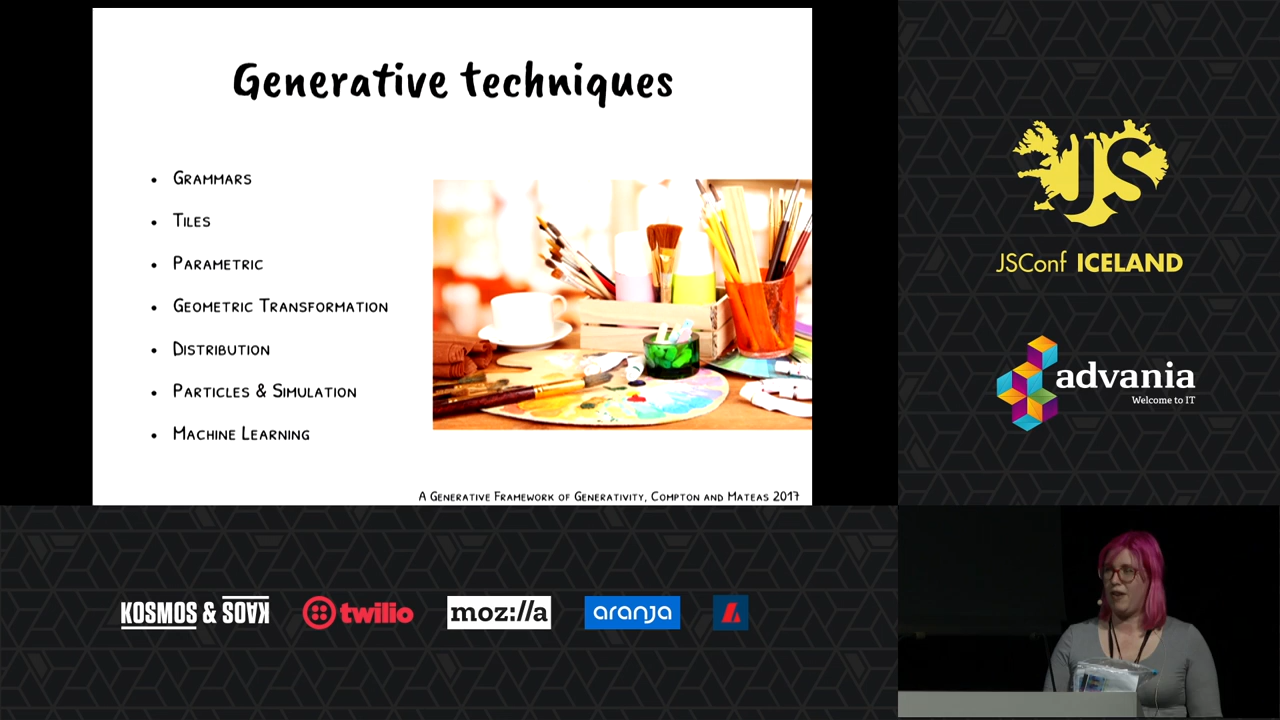 Generative techniques
• Grammars
• Tiles
• Parametric
• Geometric Transformation
• Distribution
• Particles & Simulation
• Machine Learning
A Generative Framework of Generativity, Compton and Mateas 2017
JS
JSConf ICELAND
advania
Welcome to IT
KOSMOS & KAOS
twilio
moz://a
aranja